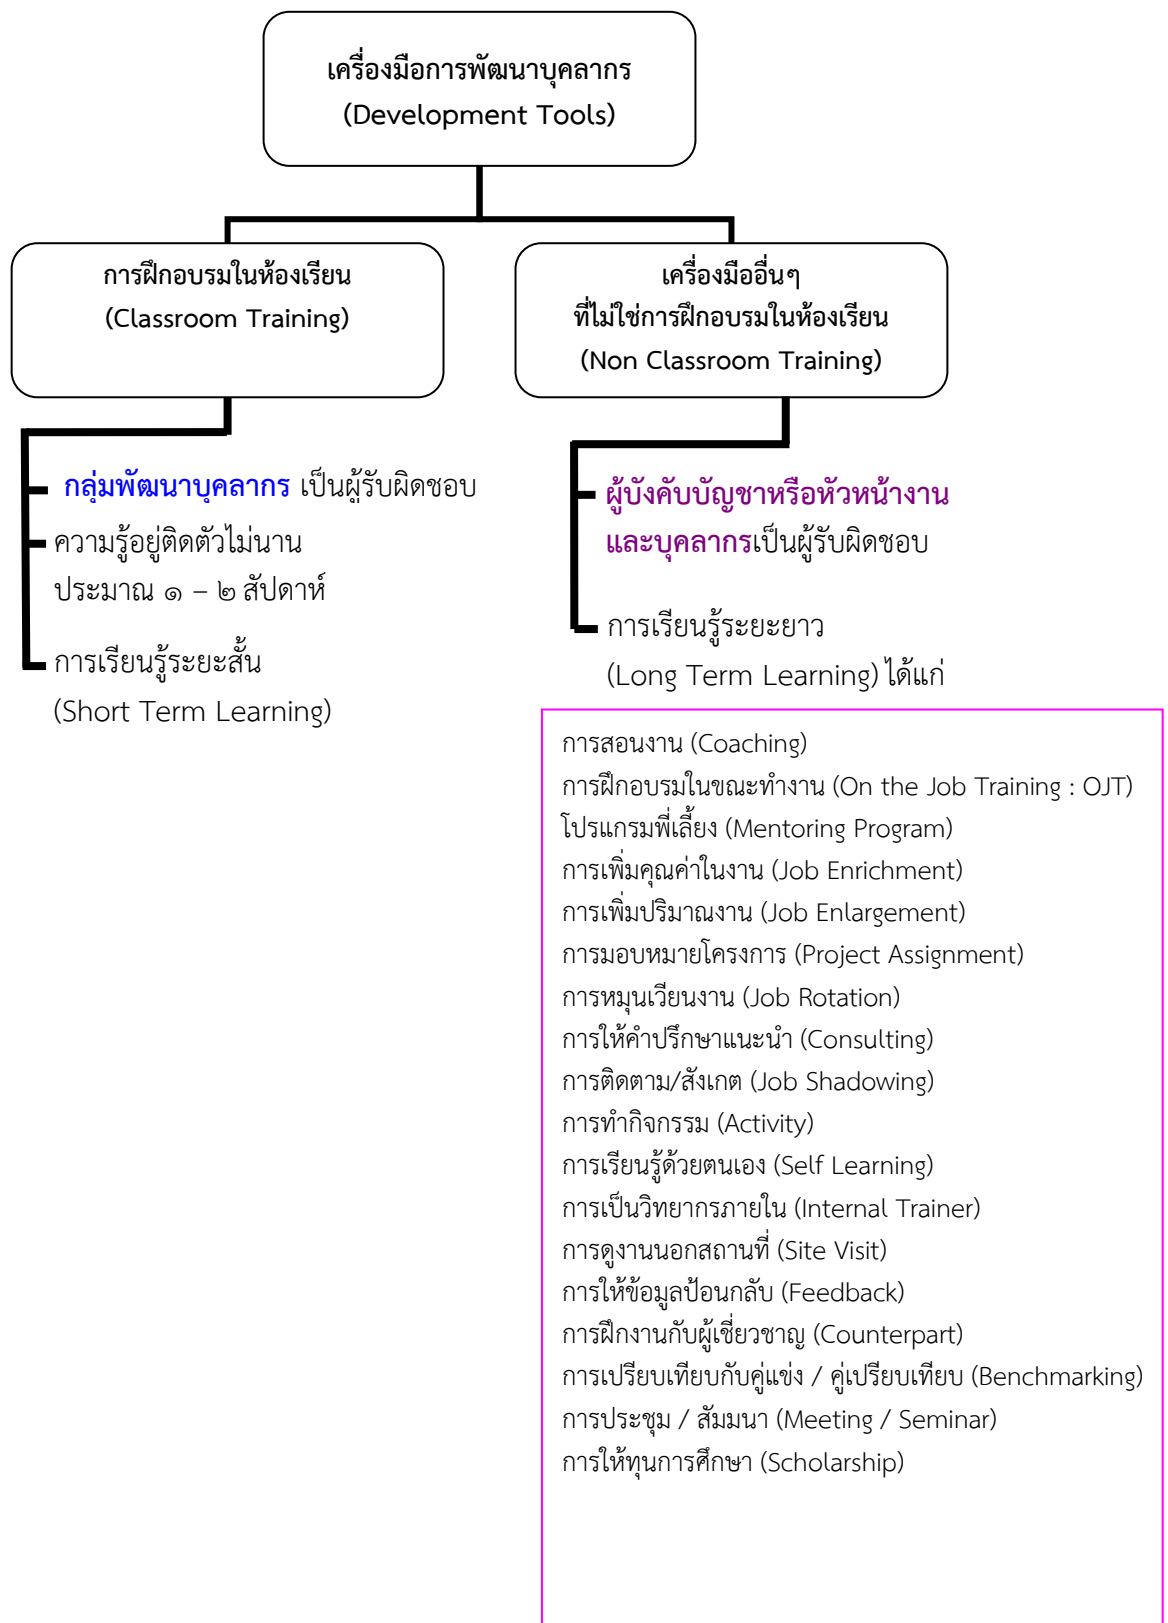 เครื่องมือการพัฒนาบุคลากร
(Development Tools)
การฝึกอบรมในห้องเรียน
(Classroom Training)
เครื่องมืออื่นๆ
ที่ไม่ใช่การฝึกอบรมในห้องเรียน
(Non Classroom Training)
กลุ่มพัฒนาบุคลากร เป็นผู้รับผิดชอบ
ความรู้อยู่ติดตัวไม่นาน
ประมาณ ๑ – ๒ สัปดาห์
การเรียนรู้ระยะสั้น
(Short Term Learning)
ผู้บังคับบัญชาหรือหัวหน้างาน
และบุคลากรเป็นผู้รับผิดชอบ
การเรียนรู้ระยะยาว
(Long Term Learning) ได้แก่
การสอนงาน (Coaching)
การฝึกอบรมในขณะทำงาน (On the Job Training : OJT)
โปรแกรมพี่เลี้ยง (Mentoring Program)
การเพิ่มคุณค่าในงาน (Job Enrichment)
การเพิ่มปริมาณงาน (Job Enlargement)
การมอบหมายโครงการ (Project Assignment)
การหมุนเวียนงาน (Job Rotation)
การให้คำปรึกษาแนะนำ (Consulting)
การติดตาม/สังเกต (Job Shadowing)
การทำกิจกรรม (Activity)
การเรียนรู้ด้วยตนเอง (Self Learning)
การเป็นวิทยากรภายใน (Internal Trainer)
การดูงานนอกสถานที่ (Site Visit)
การให้ข้อมูลป้อนกลับ (Feedback)
การฝึกงานกับผู้เชี่ยวชาญ (Counterpart)
การเปรียบเทียบกับคู่แข่ง / คู่เปรียบเทียบ (Benchmarking)
การประชุม / สัมมนา (Meeting / Seminar)
การให้ทุนการศึกษา (Scholarship)